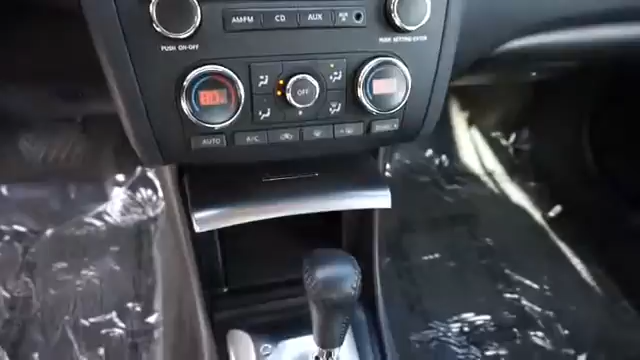 AM•FM CD AUX
PUSH ON•OFF
PUSH SETTING/ENTER
OFF
AUTO A/C